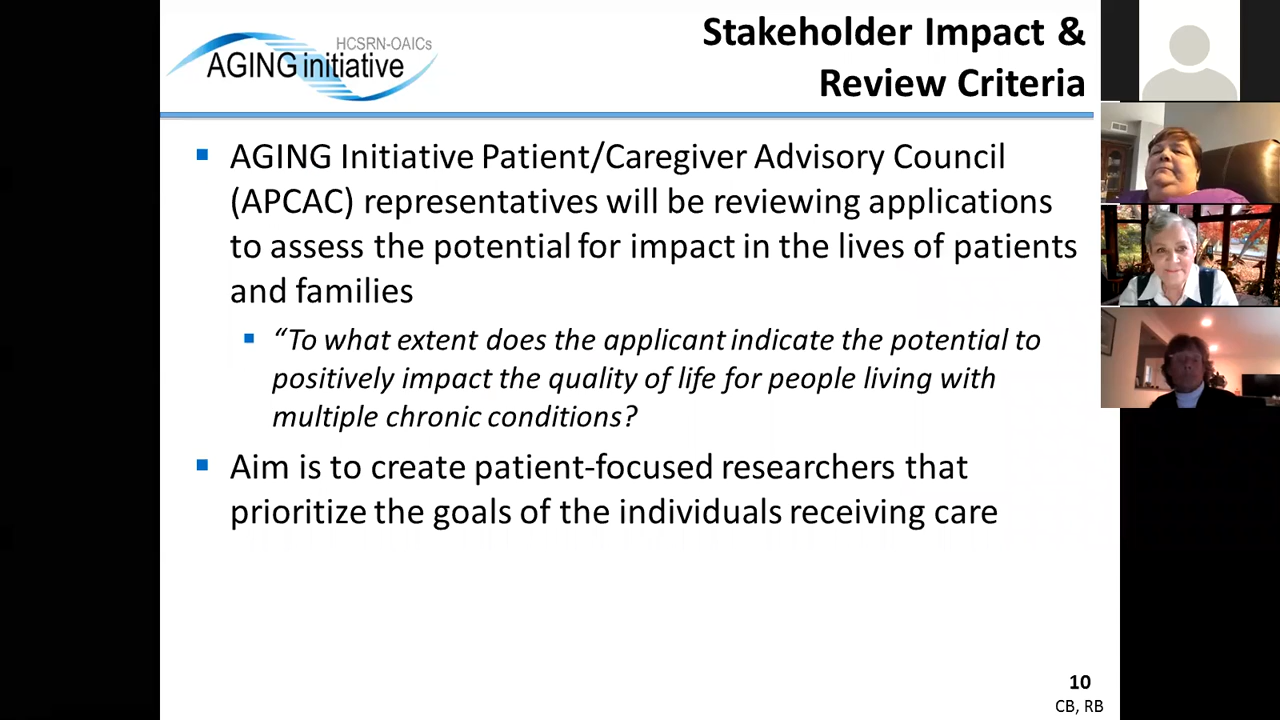 HCSRN-OAICs
AGING initiative
Stakeholder Impact &
Review Criteria
AGING Initiative Patient/Caregiver Advisory Council
(APCAC) representatives will be reviewing applications
to assess the potential for impact in the lives of patients
and families
“To what extent does the applicant indicate the potential to
positively impact the quality of life for people living with
multiple chronic conditions?
Aim is to create patient-focused researchers that
prioritize the goals of the individuals receiving care
10
CB, RB